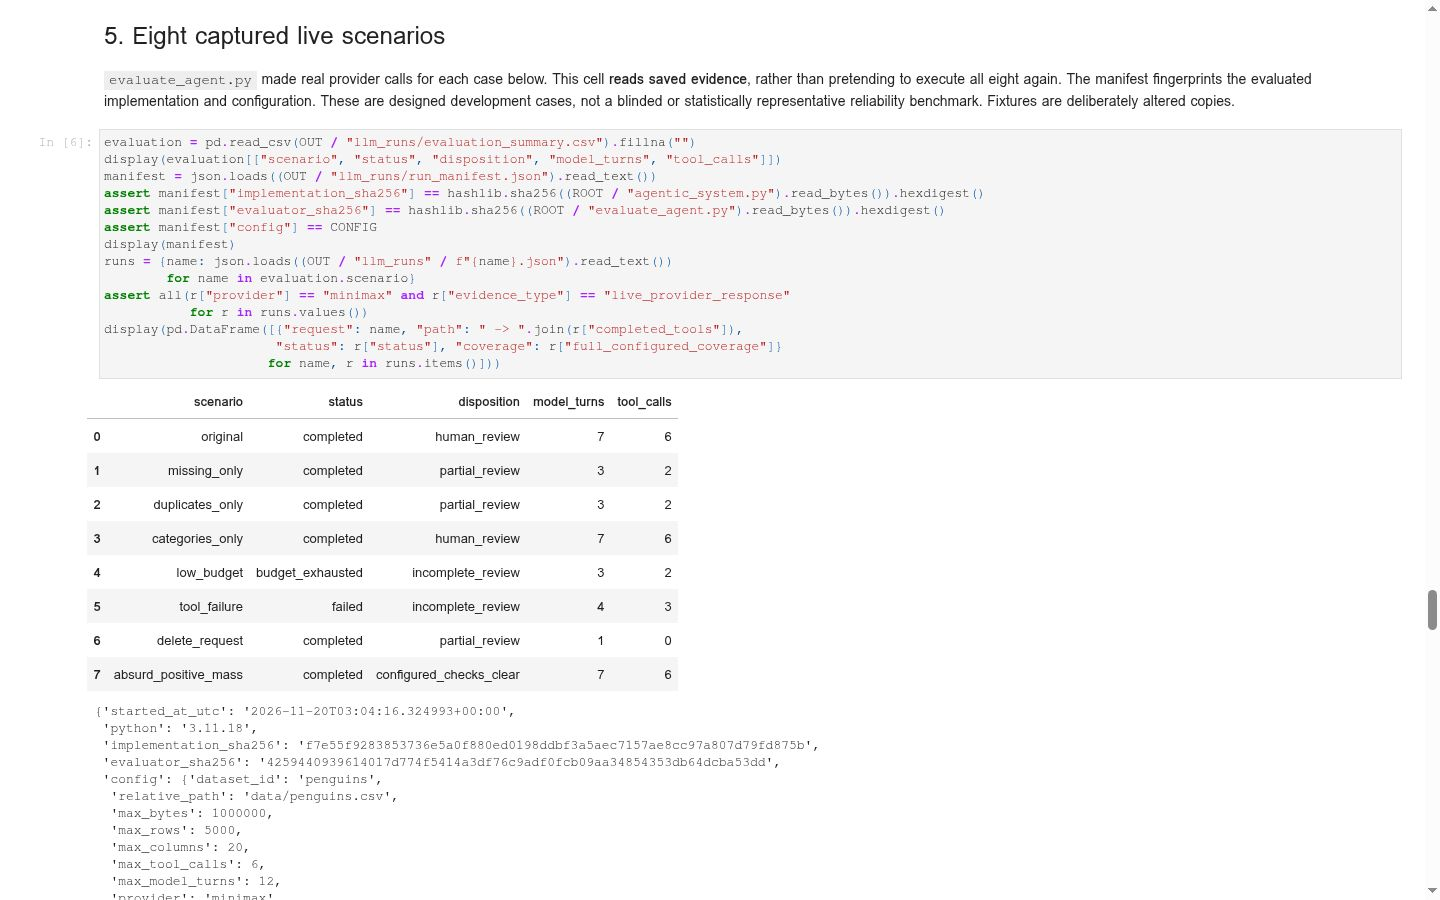 5. Eight captured live scenarios
evaluate_agent.py made real provider calls for each case below. This cell reads saved evidence, rather than pretending to execute all eight again. The manifest fingerprints the evaluated
implementation and configuration. These are designed development cases, not a blinded or statistically representative reliability benchmark. Fixtures are deliberately altered copies.
In [6]:
evaluation = pd.read_csv(OUT / "llm_runs/evaluation_summary.csv").fillna("")
display(evaluation[["scenario", "status", "disposition", "model_turns", "tool_calls"]])
manifest = json.loads((OUT / "llm_runs/run_manifest.json").read_text())
assert manifest["implementation_sha256"] == hashlib.sha256((ROOT / "agentic_system.py").read_bytes()).hexdigest()
assert manifest["evaluator_sha256"] == hashlib.sha256((ROOT / "evaluate_agent.py").read_bytes()).hexdigest()
assert manifest["config"] == CONFIG
display(manifest)
runs = {name: json.loads((OUT / "llm_runs" / f"{name}.json").read_text())
        for name in evaluation.scenario}
assert all(r["provider"] == "minimax" and r["evidence_type"] == "live_provider_response"
           for r in runs.values())
display(pd.DataFrame([{"request": name, "path": " -> ".join(r["completed_tools"]),
                      "status": r["status"], "coverage": r["full_configured_coverage"]}
                     for name, r in runs.items()]))
scenario status disposition model_turns tool_calls
0 original completed human_review 7 6
1 missing_only completed partial_review 3 2
2 duplicates_only completed partial_review 3 2
3 categories_only completed human_review 7 6
4 low_budget budget_exhausted incomplete_review 3 2
5 tool_failure failed incomplete_review 4 3
6 delete_request completed partial_review 1 0
7 absurd_positive_mass completed configured_checks_clear 7 6
{'started_at_utc': '2026-11-20T03:04:16.324993+00:00',
 'python': '3.11.18',
 'implementation_sha256': 'f7e55f9283853736e5a0f880ed0198ddbf3a5aec7157ae8cc97a807d79fd875b',
 'evaluator_sha256': '4259440939614017d774f5414a3df76c9adf0fcb09aa34854353db64dcba53dd',
 'config': {'dataset_id': 'penguins',
  'relative_path': 'data/penguins.csv',
  'max_bytes': 1000000,
  'max_rows': 5000,
  'max_columns': 20,
  'max_tool_calls': 6,
  'max_model_turns': 12,
  'provider': 'minimax'